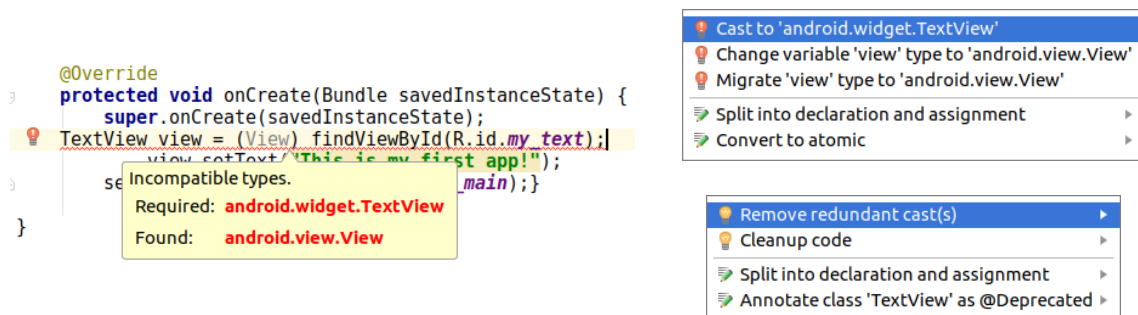 @Override
protected void onCreate(Bundle savedInstanceState) {
super.onCreate(savedInstanceState);
TextView view = (View) findViewById(R.id.my_text);
view.setText("This is my first app!");
se _main);}
}
Incompatible types.
Required: android.widget.TextView
Found: android.view.View
Cast to 'android.widget.TextView'
Change variable 'view' type to 'android.view.View'
Migrate 'view' type to 'android.view.View'
Split into declaration and assignment
Convert to atomic
Remove redundant cast(s)
Cleanup code
Split into declaration and assignment
Annotate class 'TextView' as @Deprecated